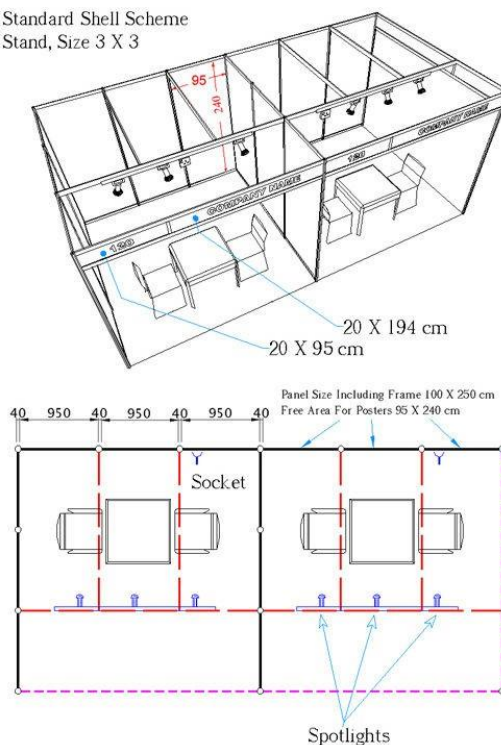 Standard Shell Scheme
Stand, Size 3 X 3
95
240
120
COMPANY NAME
120
COMPANY NAME
20 X 194 cm
20 X 95 cm
Panel Size Including Frame 100 X 250 cm
Free Area For Posters 95 X 240 cm
40 950 40 950 40 950 40
Socket
Spotlights